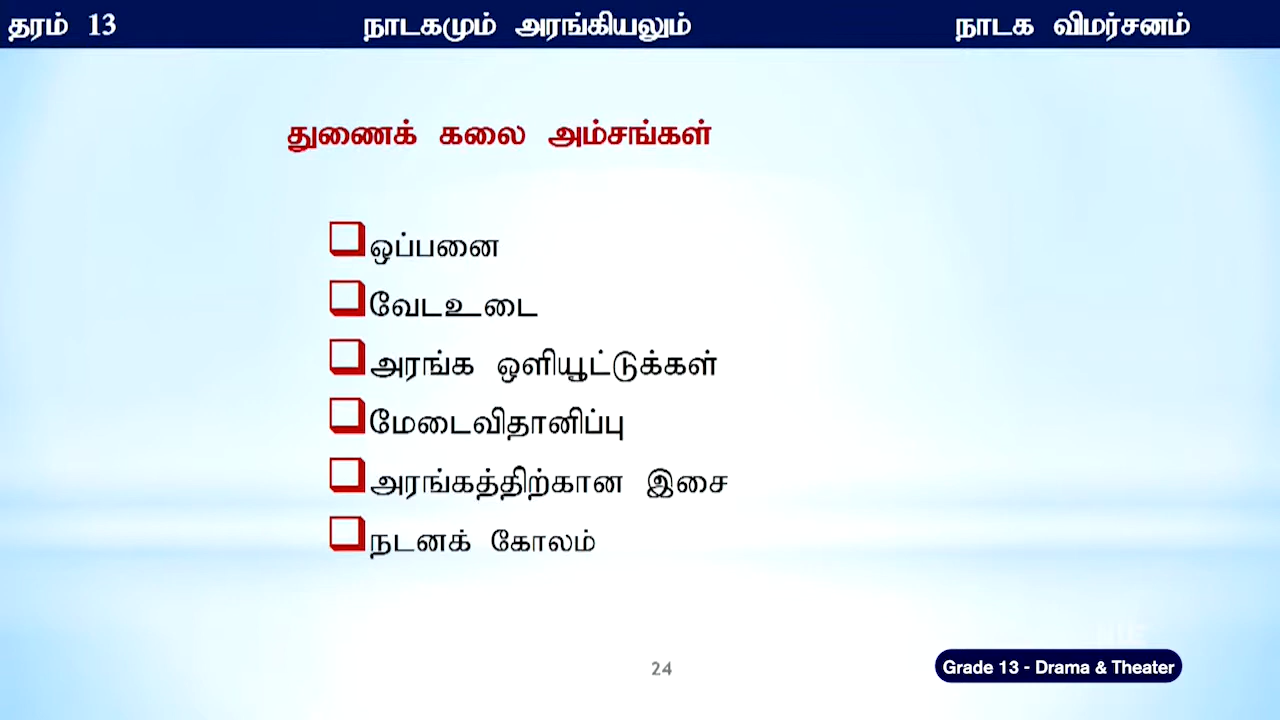 தரம் 13 நாடகமும் அரங்கியலும் நாடக விமர்சனம்
துணைக் கலை அம்சங்கள்
ஒப்பனை
வேடஉடை
அரங்க ஒளியூட்டுக்கள்
மேடைவிதானிப்பு
அரங்கத்திற்கான இசை
நடனக் கோலம்
24
Grade 13 - Drama & Theater